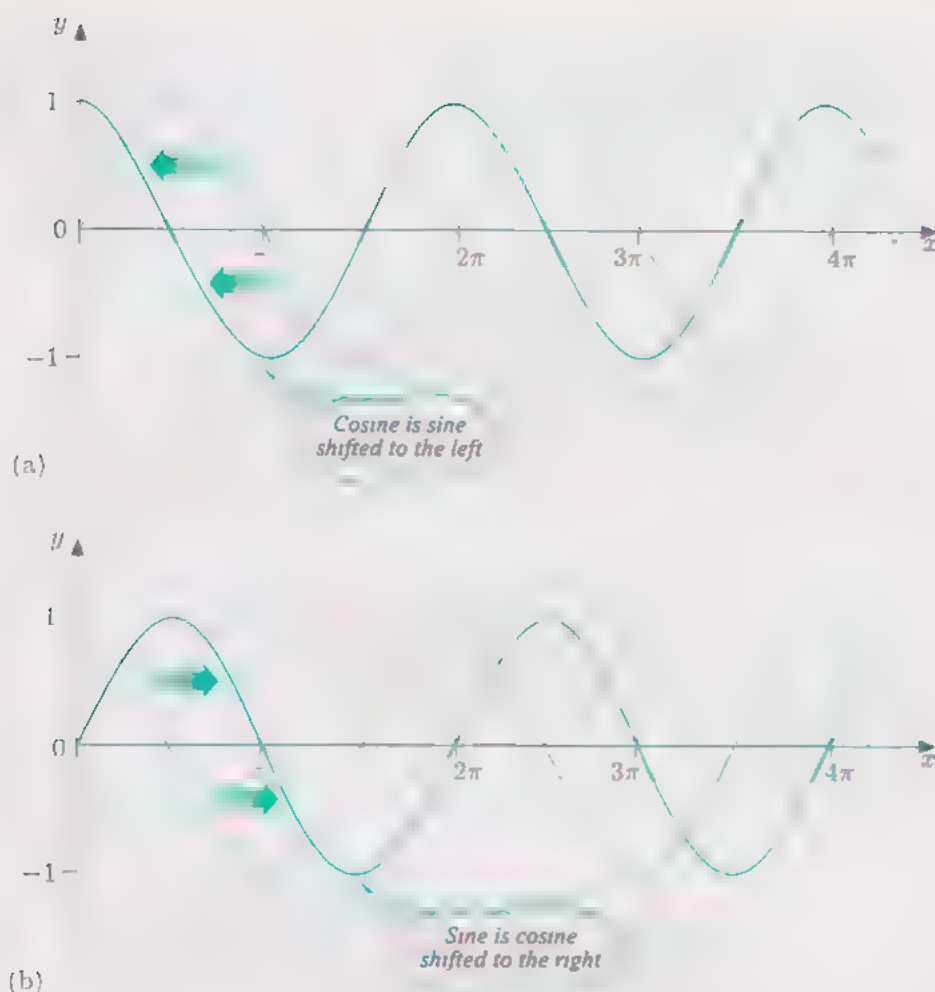 y
1
0
2π 3π 4π x
−1
Cosine is sine
shifted to the left
(a)
y
1
0
2π 3π 4π x
−1
Sine is cosine
shifted to the right
(b)